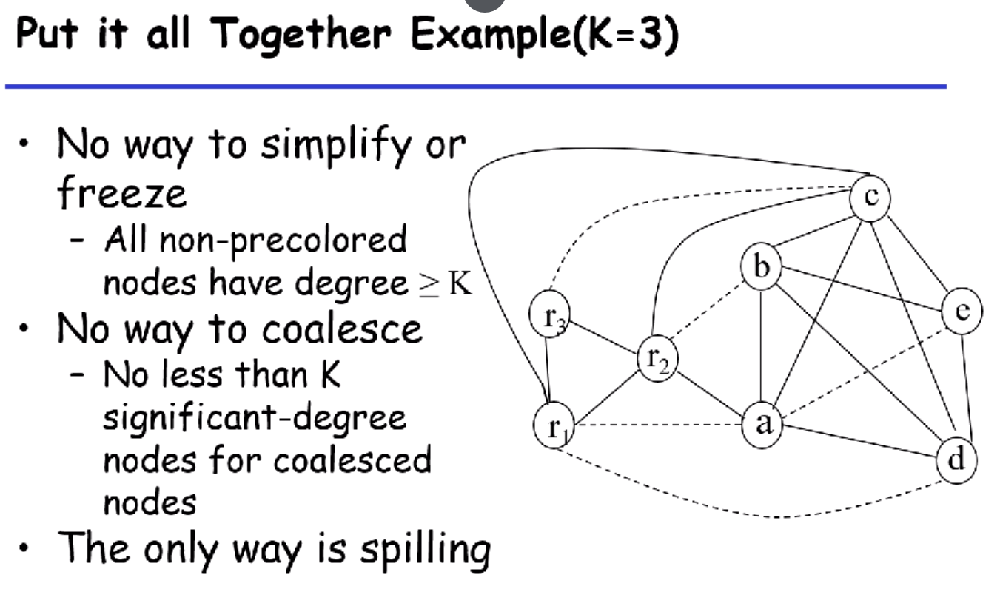 Put it all Together Example(K=3)
• No way to simplify or
freeze
– All non-precolored
nodes have degree ≥ K
• No way to coalesce
– No less than K
significant-degree
nodes for coalesced
nodes
• The only way is spilling
c
b
e
r3
r2
r1
a
d